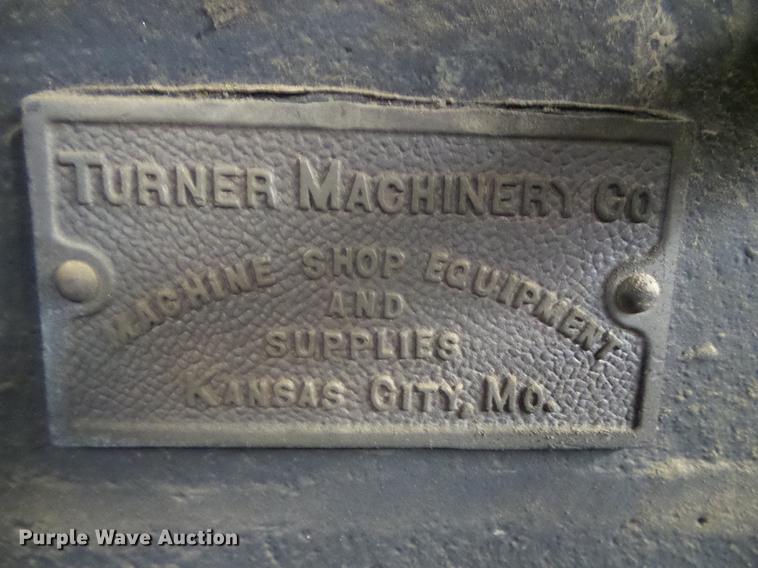 TURNER MACHINERY CO
MACHINE SHOP EQUIPMENT
AND
SUPPLIES
KANSAS CITY, MO.
Purple Wave Auction